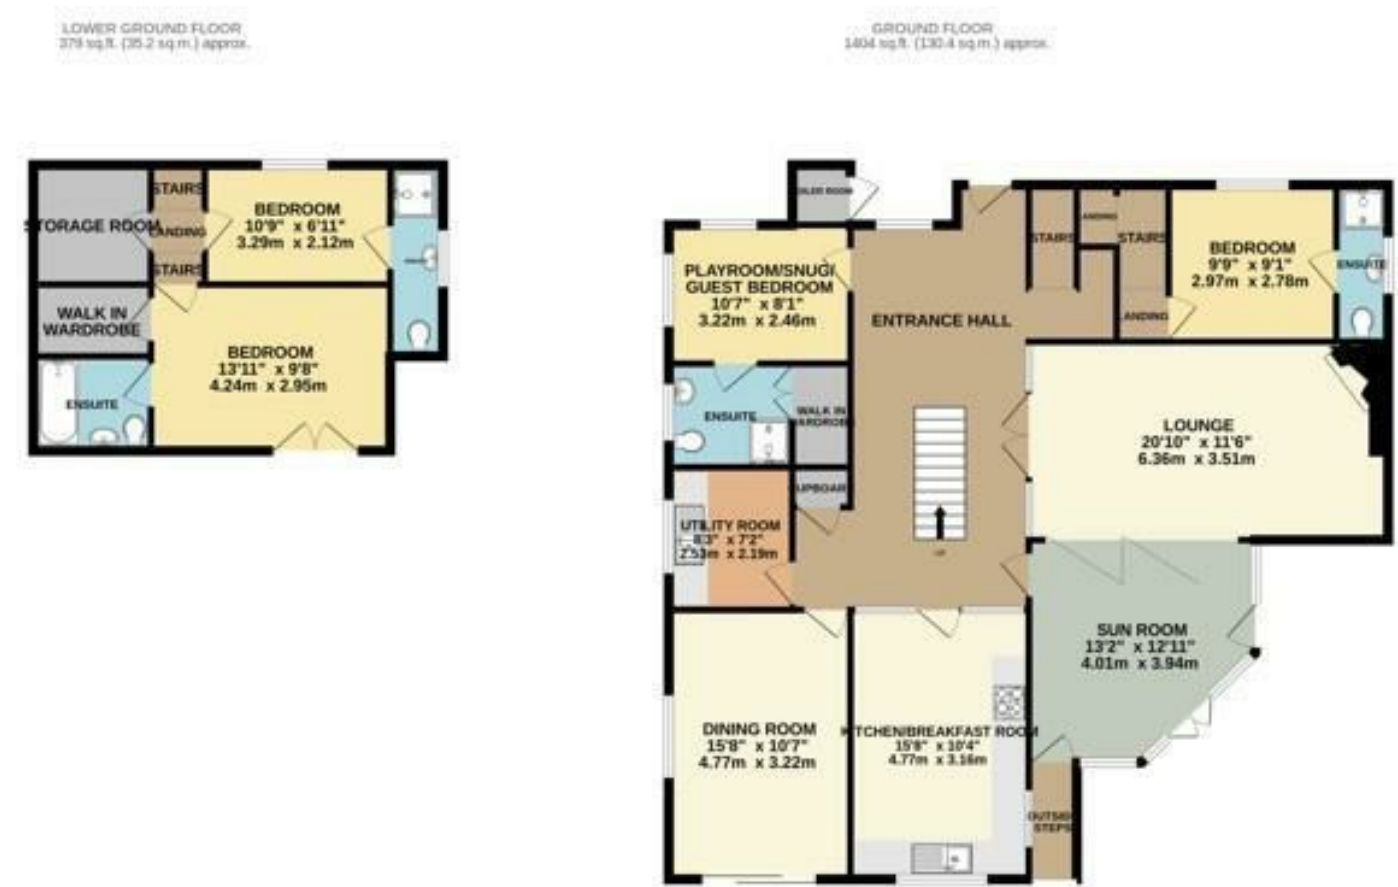 LOWER GROUND FLOOR
379 sq.ft. (35.2 sq.m.) approx.
STORAGE ROOM
STAIRS
LANDING
STAIRS
BEDROOM
10'9" x 6'11"
3.29m x 2.12m
WALK IN
WARDROBE
BEDROOM
13'11" x 9'8"
4.24m x 2.95m
ENSUITE
GROUND FLOOR
1404 sq.ft. (130.4 sq.m.) approx.
ROOM
PLAYROOM/SNUG/
GUEST BEDROOM
10'7" x 8'1"
3.22m x 2.46m
ENTRANCE HALL
STAIRS
ANDING
STAIRS
LANDING
BEDROOM
9'9" x 9'1"
2.97m x 2.78m
ENSUITE
ENSUITE
WALK IN
WARDROBE
UPBOAR
LOUNGE
20'10" x 11'6"
6.36m x 3.51m
UTILITY ROOM
8'3" x 7'2"
2.53m x 2.19m
UP
SUN ROOM
13'2" x 12'11"
4.01m x 3.94m
DINING ROOM
15'8" x 10'7"
4.77m x 3.22m
KITCHEN/BREAKFAST ROOM
15'8" x 10'4"
4.77m x 3.16m
OUTSIDE
STEPS